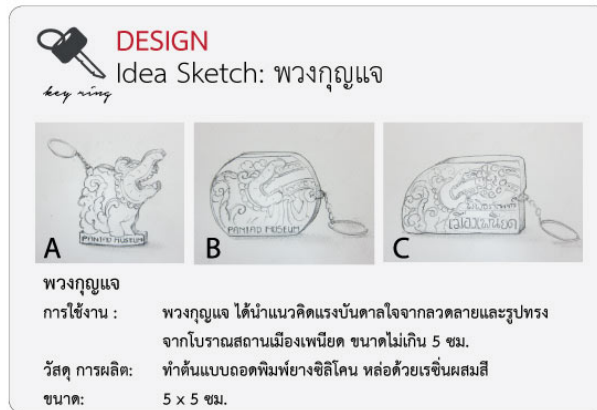 DESIGN
Idea Sketch: พวงกุญแจ
key ring
PANIAD MUSEUM
PANIAD MUSEUM
พิพิธภัณฑ์
เมืองเพนียด
A
B
C
พวงกุญแจ
การใช้งาน : พวงกุญแจ ได้นำแนวคิดแรงบันดาลใจจากลวดลายและรูปทรง
จากโบราณสถานเมืองเพนียด ขนาดไม่เกิน 5 ซม.
วัสดุ การผลิต: ทำต้นแบบถอดพิมพ์ยางซิลิโคน หล่อด้วยเรซิ่นผสมสี
ขนาด: 5 x 5 ซม.